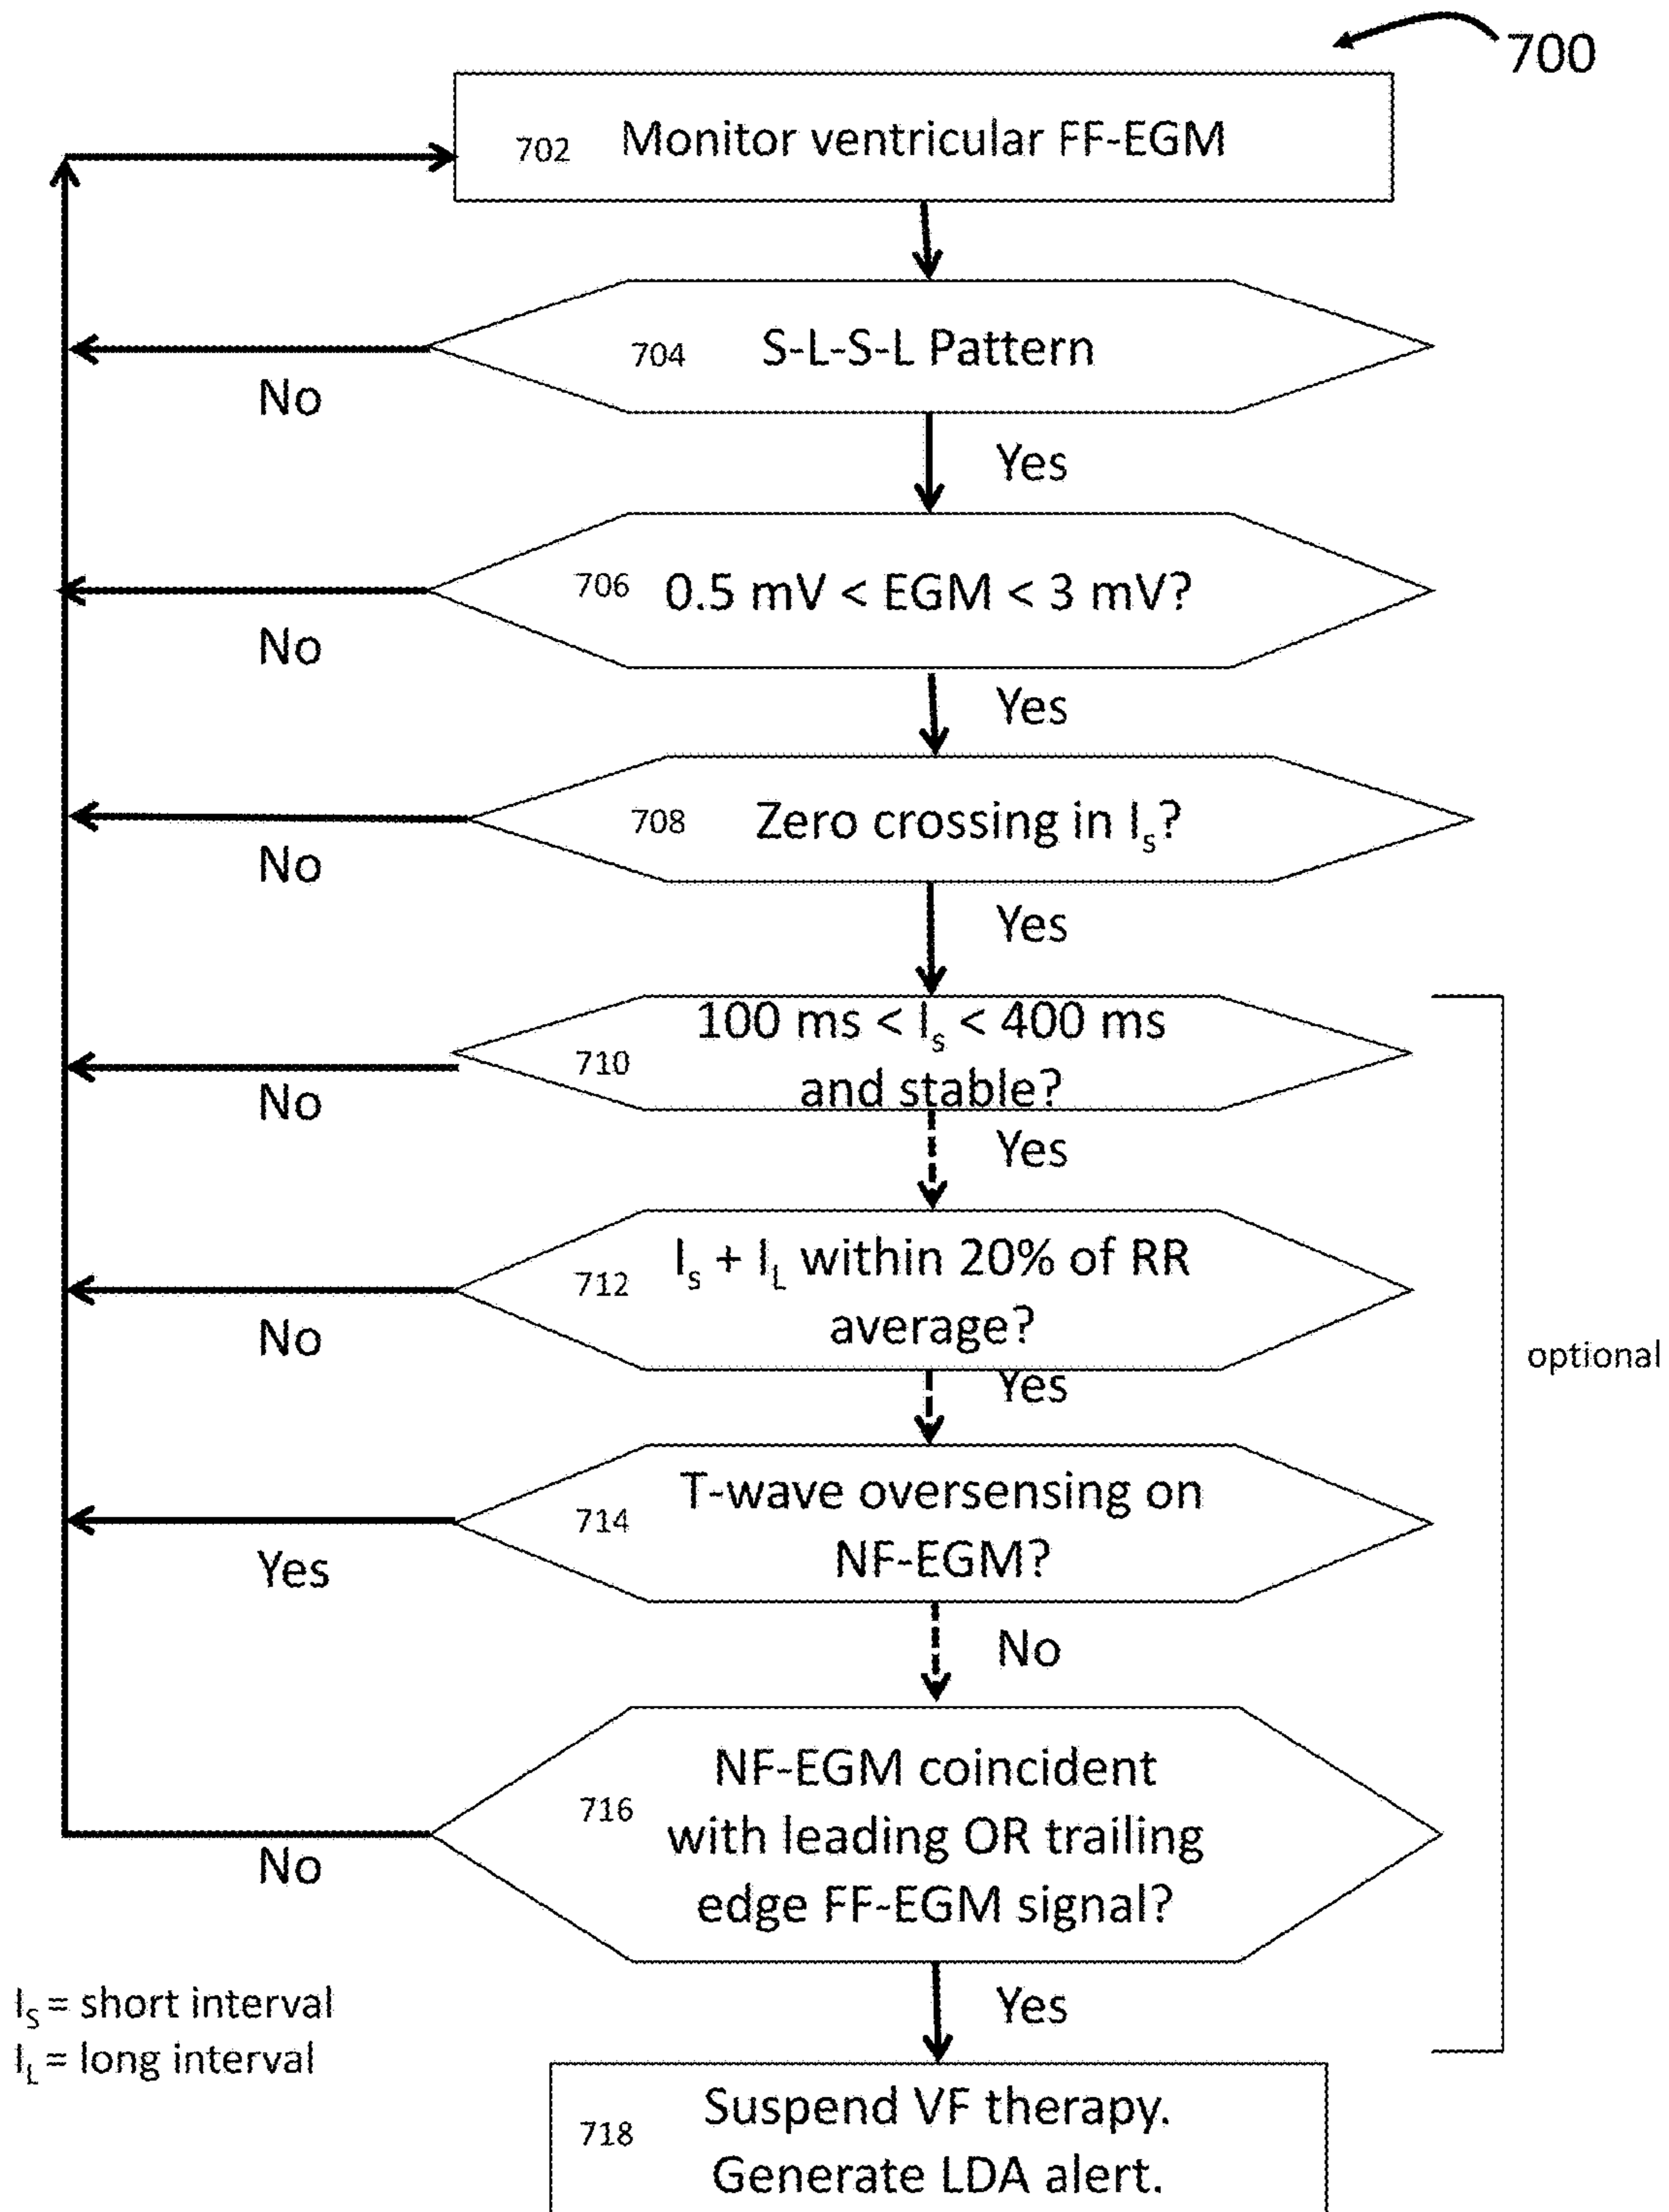 700
702 Monitor ventricular FF-EGM
704 S-L-S-L Pattern
No
Yes
706 0.5 mV < EGM < 3 mV?
No
Yes
708 Zero crossing in Is?
No
Yes
100 ms < Is < 400 ms
710
and stable?
No
Yes
Is + IL within 20% of RR
712
average?
No
Yes
optional
T-wave oversensing on
714
NF-EGM?
Yes
No
NF-EGM coincident
716
with leading OR trailing
edge FF-EGM signal?
No
IS = short interval
Yes
IL = long interval
Suspend VF therapy.
718
Generate LDA alert.